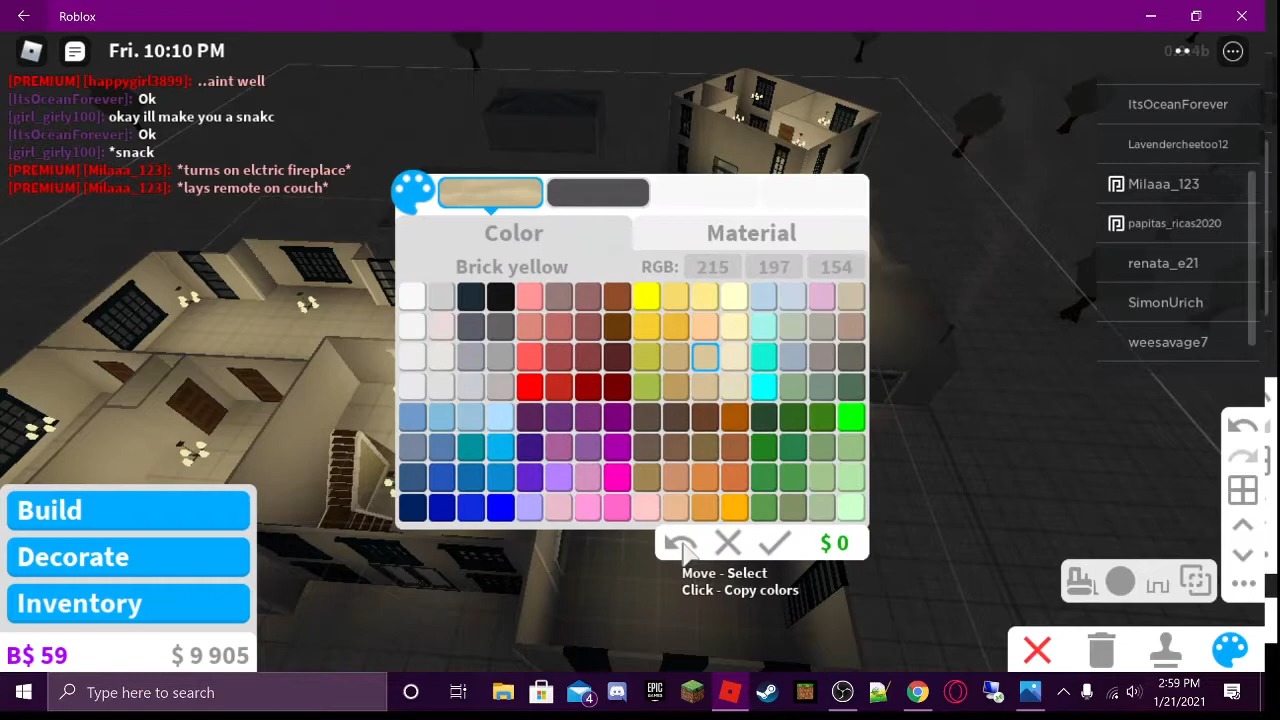 Roblox
Fri. 10:10 PM
[PREMIUM] [happygirl3899]: ..aint well
[ItsOceanForever]: Ok
[girl_girly100]: okay ill make you a snakc
[ItsOceanForever]: Ok
[girl_girly100]: *snack
[PREMIUM] [Milaaa_123]: *turns on elctric fireplace*
[PREMIUM] [Milaaa_123]: *lays remote on couch*
ItsOceanForever
Lavendercheetoo12
Milaaa_123
papitas_ricas2020
renata_e21
SimonUrich
weesavage7
Color
Material
Brick yellow
RGB: 215 197 154
$ 0
Move - Select
Click - Copy colors
Build
Decorate
Inventory
B$ 59
$ 9 905
Type here to search
4
EPIC
GAMES
2:59 PM
1/21/2021